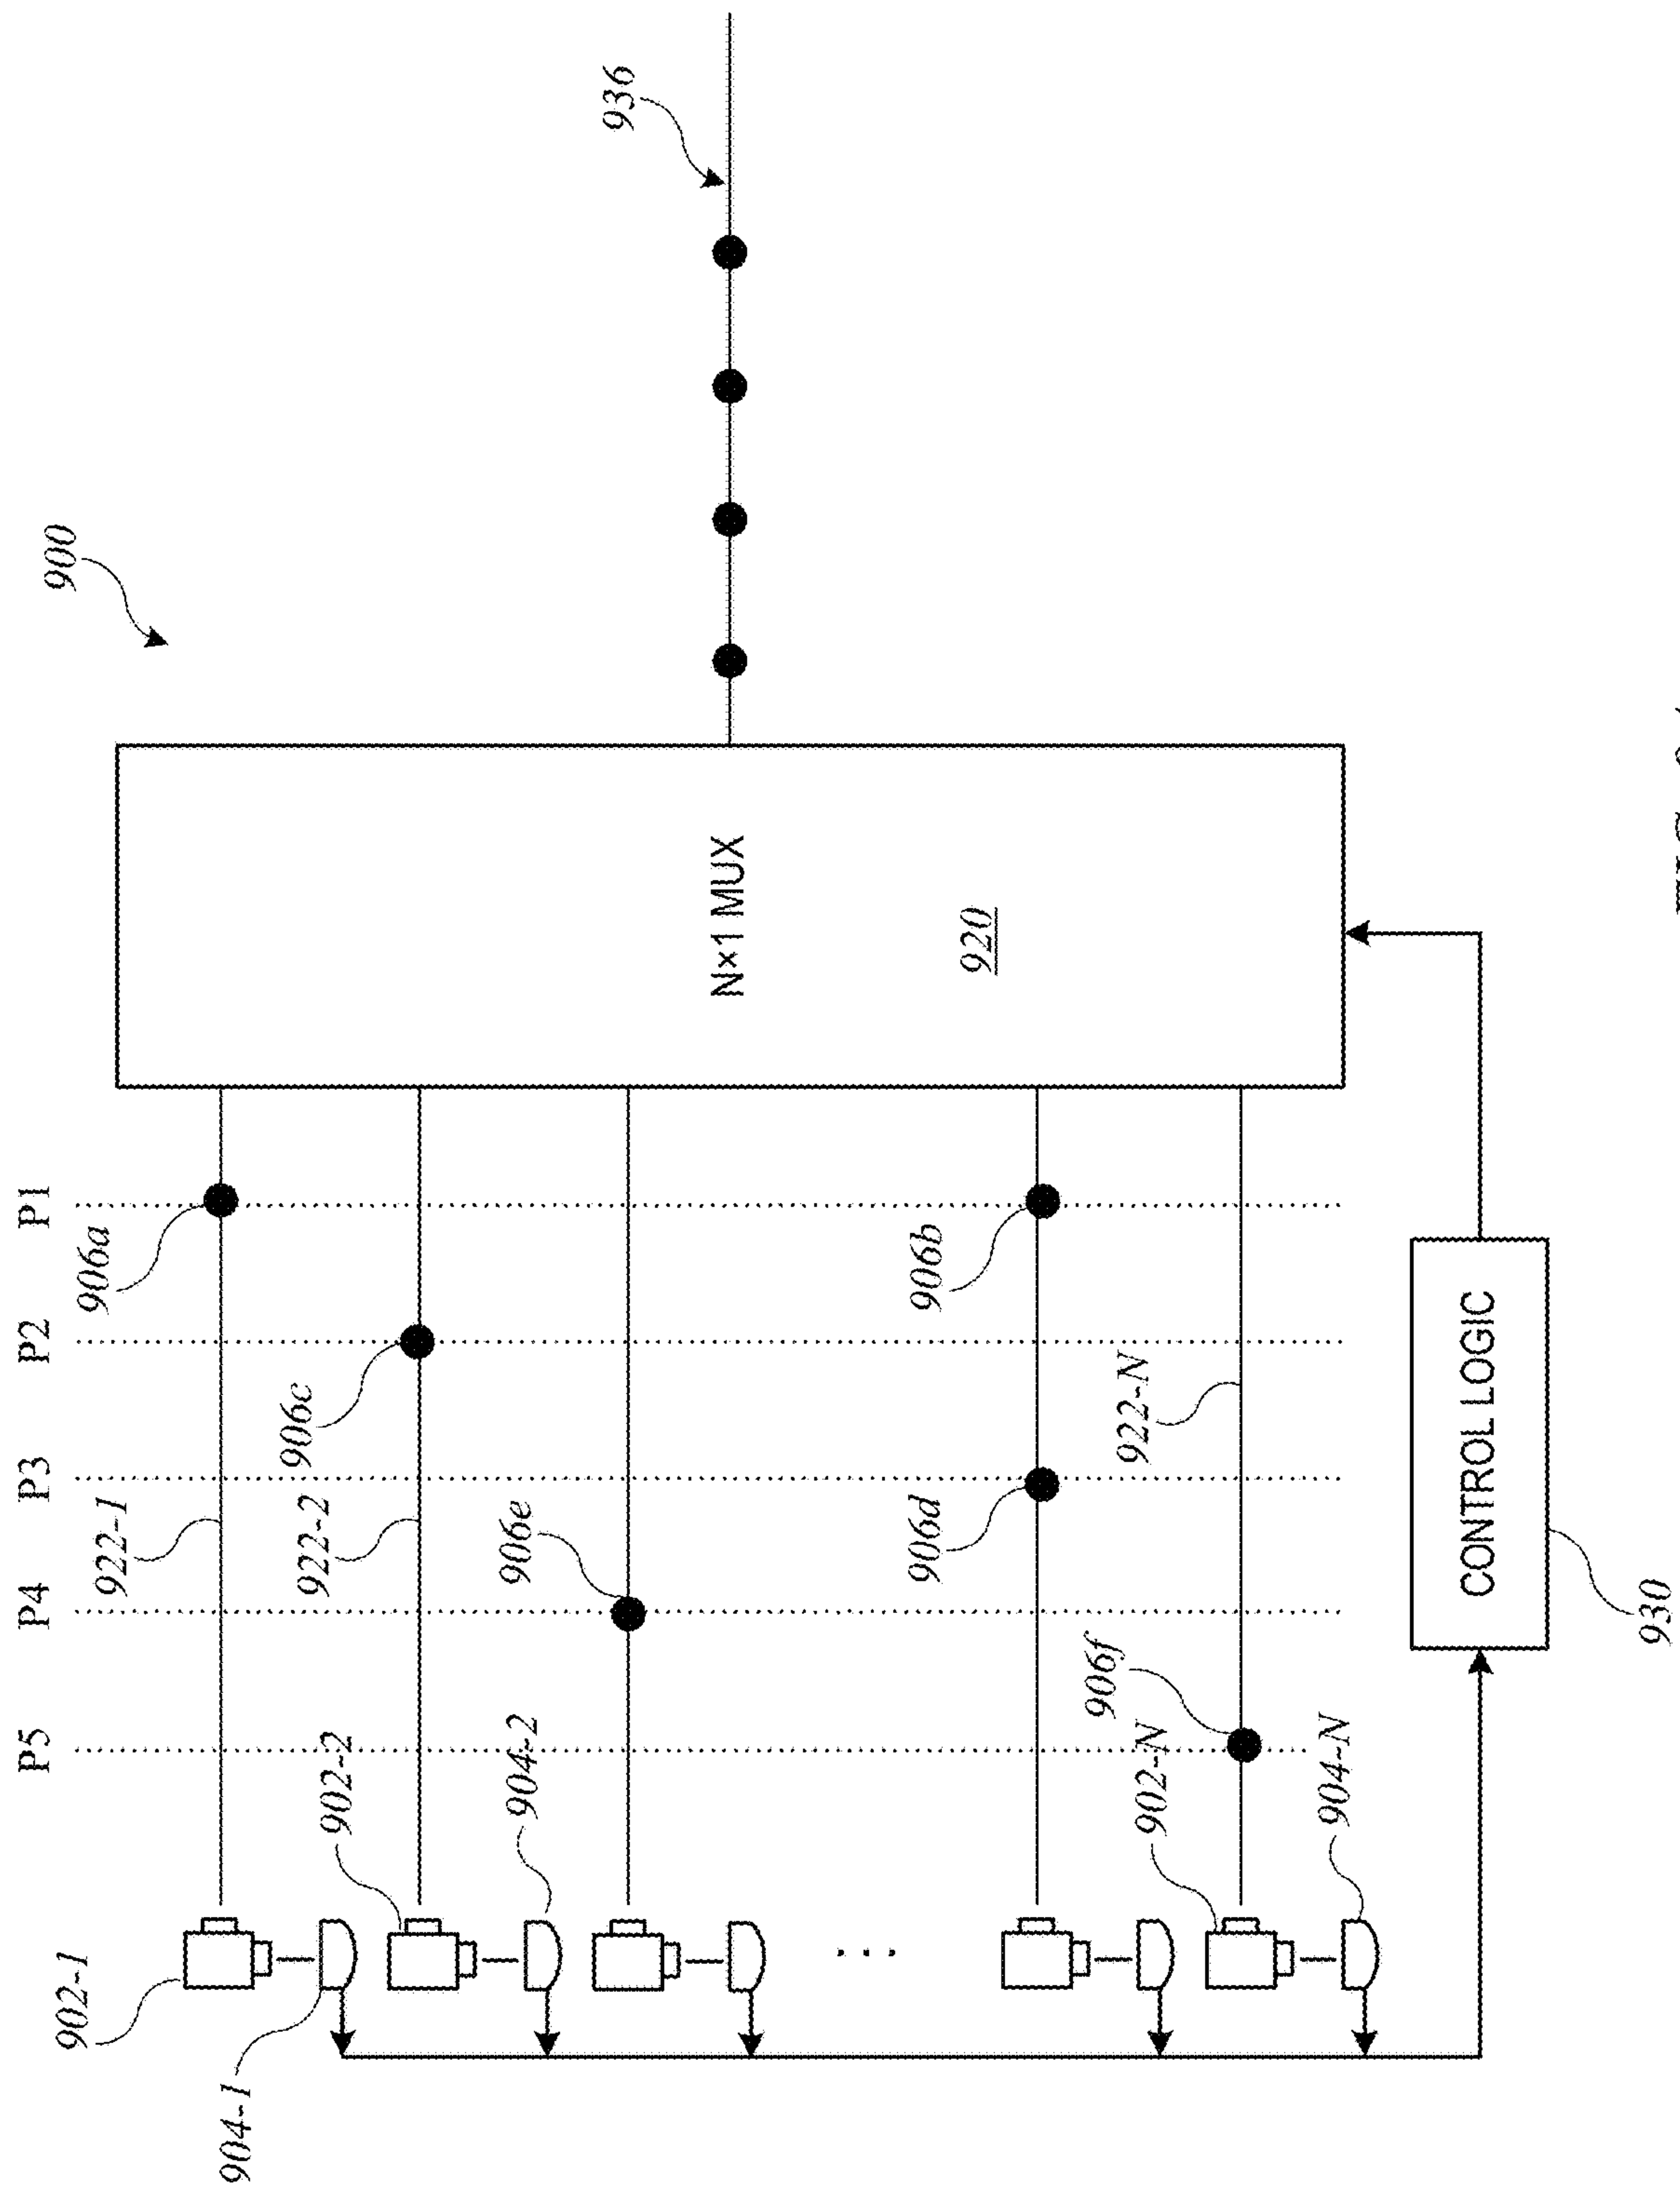 900
936
P5
P4
P3
P2
P1
902-1
922-1
906a
904-1
902-2
922-2
906c
904-2
906e
N×1 MUX
920
906d
906b
902-N
906f
922-N
904-N
CONTROL LOGIC
930